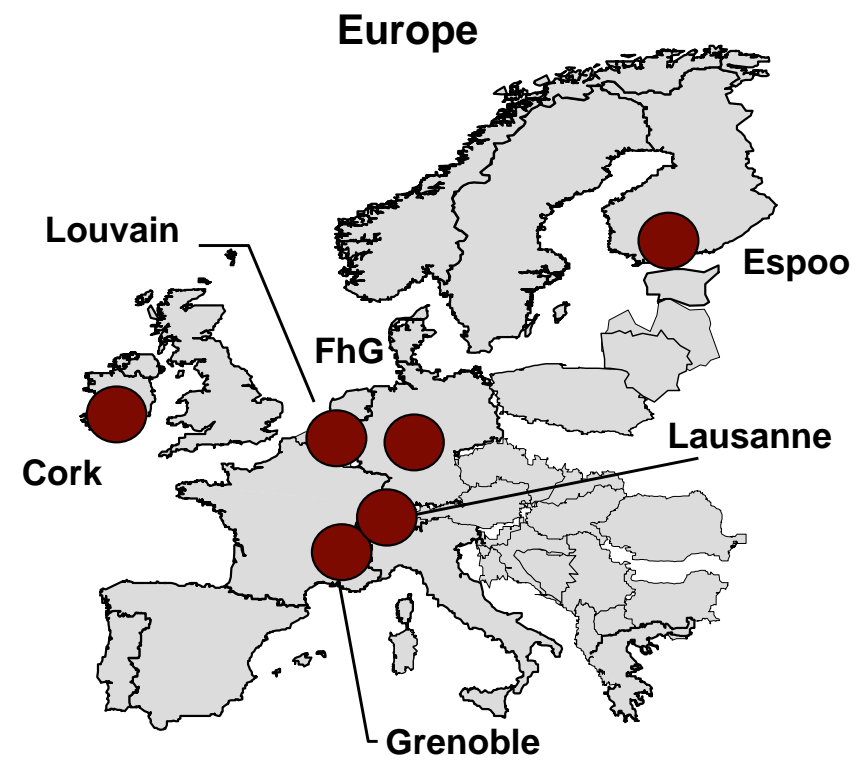 Europe
Louvain
Espoo
FhG
Lausanne
Cork
Grenoble